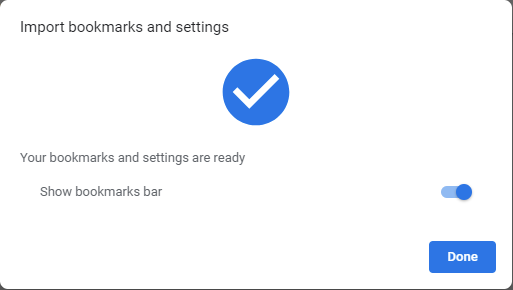 Import bookmarks and settings
Your bookmarks and settings are ready
Show bookmarks bar
Done